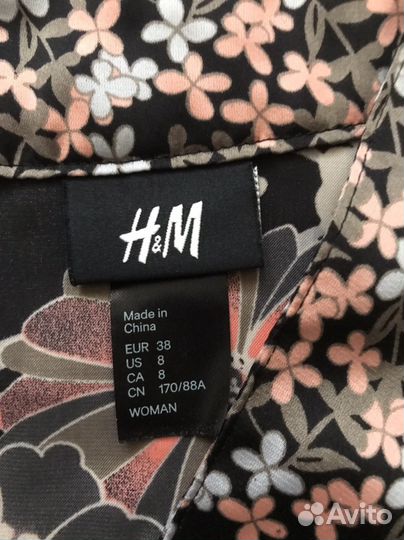 H&M
Made in
China
EUR 38
US 8
CA 8
CN 170/88A
WOMAN
Avito